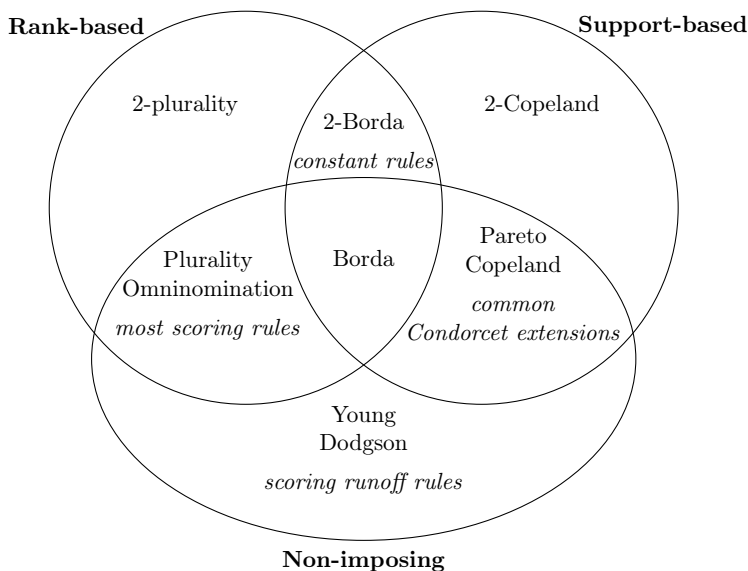 Rank-based
Support-based
2-plurality
2-Borda
constant rules
2-Copeland
Plurality
Omninomination
most scoring rules
Borda
Pareto
Copeland
common
Condorcet extensions
Young
Dodgson
scoring runoff rules
Non-imposing